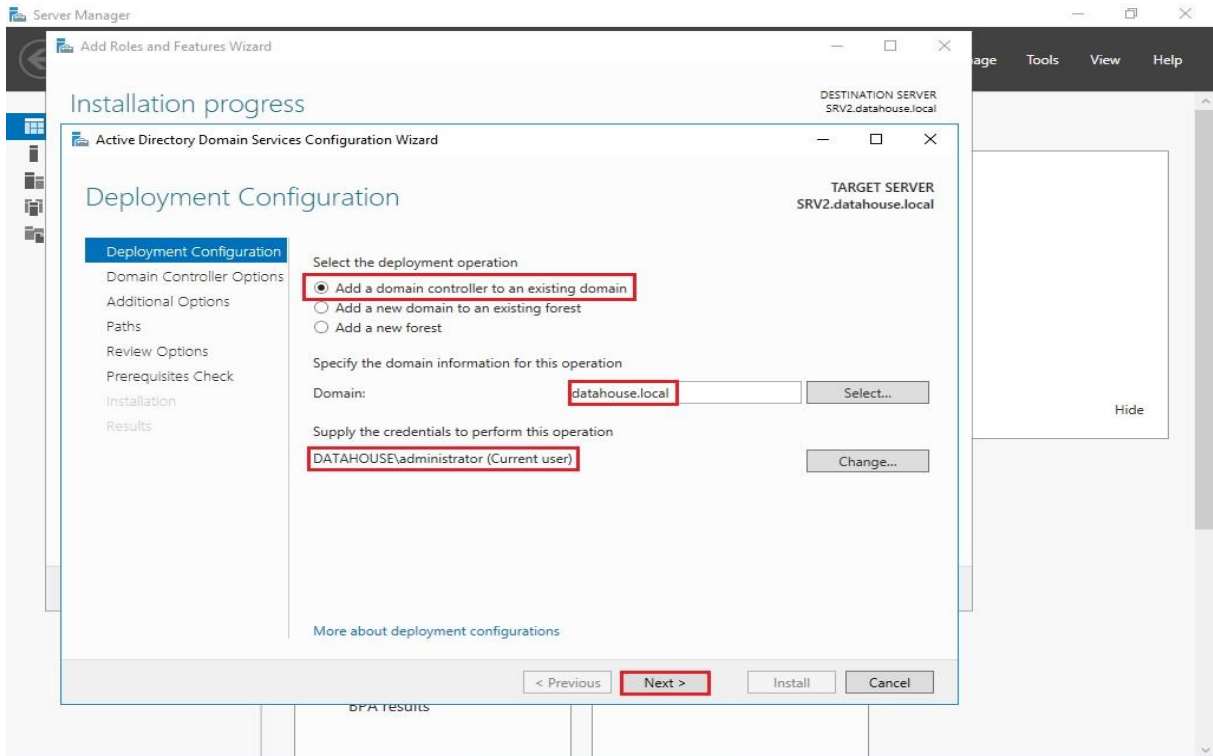 Server Manager
Add Roles and Features Wizard
age Tools View Help
Installation progress
DESTINATION SERVER
SRV2.datahouse.local
Active Directory Domain Services Configuration Wizard
Deployment Configuration
TARGET SERVER
SRV2.datahouse.local
Deployment Configuration
Domain Controller Options
Additional Options
Paths
Review Options
Prerequisites Check
Installation
Results
Select the deployment operation
Add a domain controller to an existing domain
Add a new domain to an existing forest
Add a new forest
Specify the domain information for this operation
Domain: datahouse.local Select...
Supply the credentials to perform this operation
DATAHOUSE\administrator (Current user) Change...
More about deployment configurations
Hide
< Previous Next > Install Cancel
BPA results